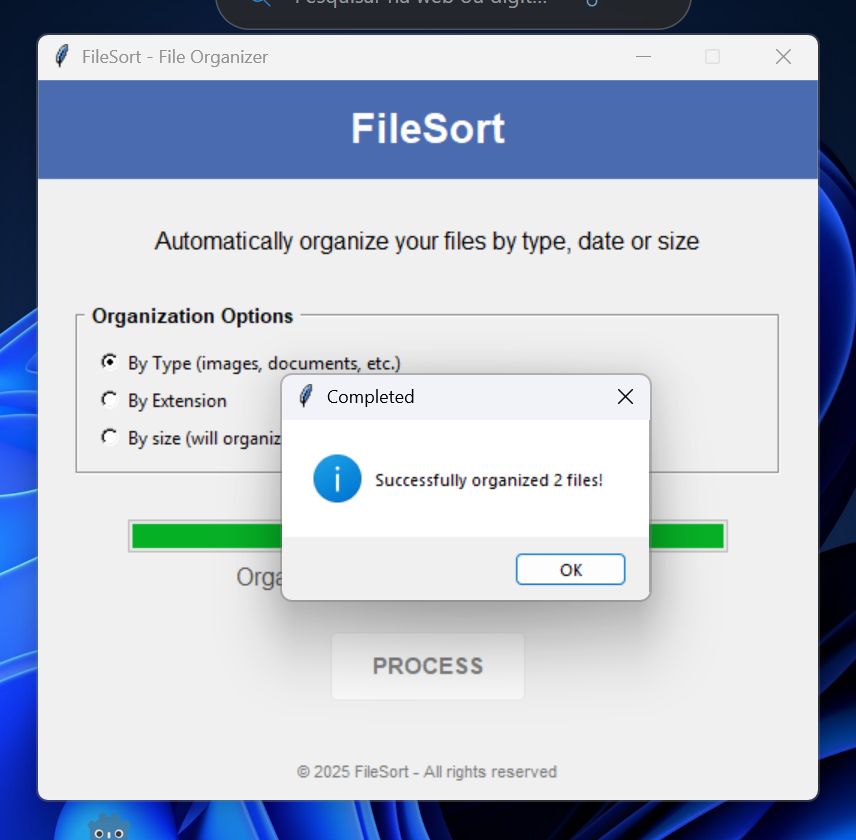 Pesquisar na web ou digit...
FileSort - File Organizer
FileSort
Automatically organize your files by type, date or size
Organization Options
By Type (images, documents, etc.)
By Extension
By size (will organiz
Completed
Successfully organized 2 files!
OK
Orga
PROCESS
© 2025 FileSort - All rights reserved